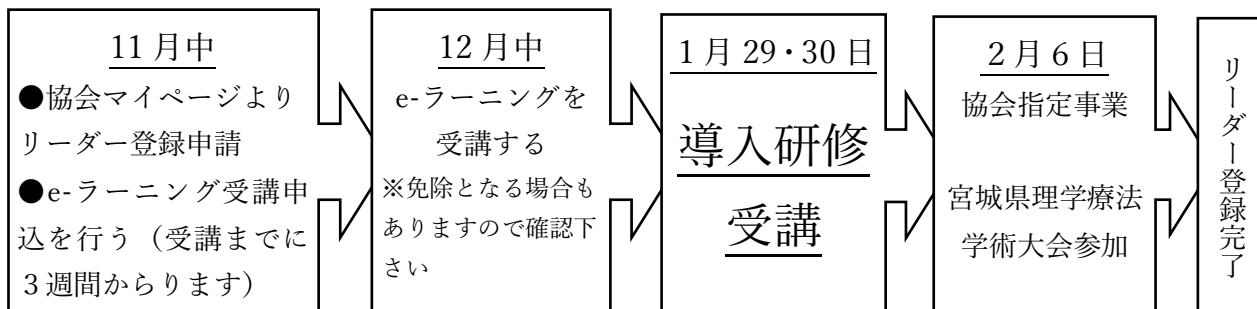 11月中
●協会マイページより
リーダー登録申請
●e-ラーニング受講申
込を行う（受講までに
３週間からります）
12月中
e-ラーニングを
受講する
※免除となる場合も
ありますので確認下
さい
1月29・30日
導入研修
受講
２月６日
協会指定事業
宮城県理学療法
学術大会参加
リーダー登録完了